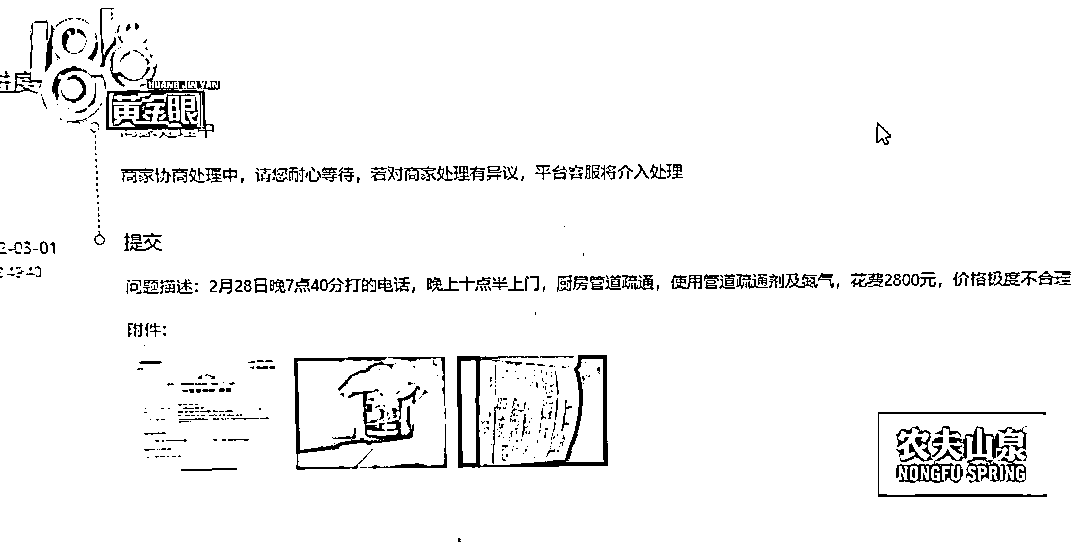 1818
HUANG JIN YAN
黄金眼
进度
商家处理中
商家协商处理中，请您耐心等待，若对商家处理有异议，平台客服将介入处理
2-03-01
提交
问题描述：2月28日晚7点40分打的电话，晚上十点半上门，厨房管道疏通，使用管道疏通剂及氮气，花费2800元，价格极度不合理
附件：
农夫山泉
NONGFU SPRING